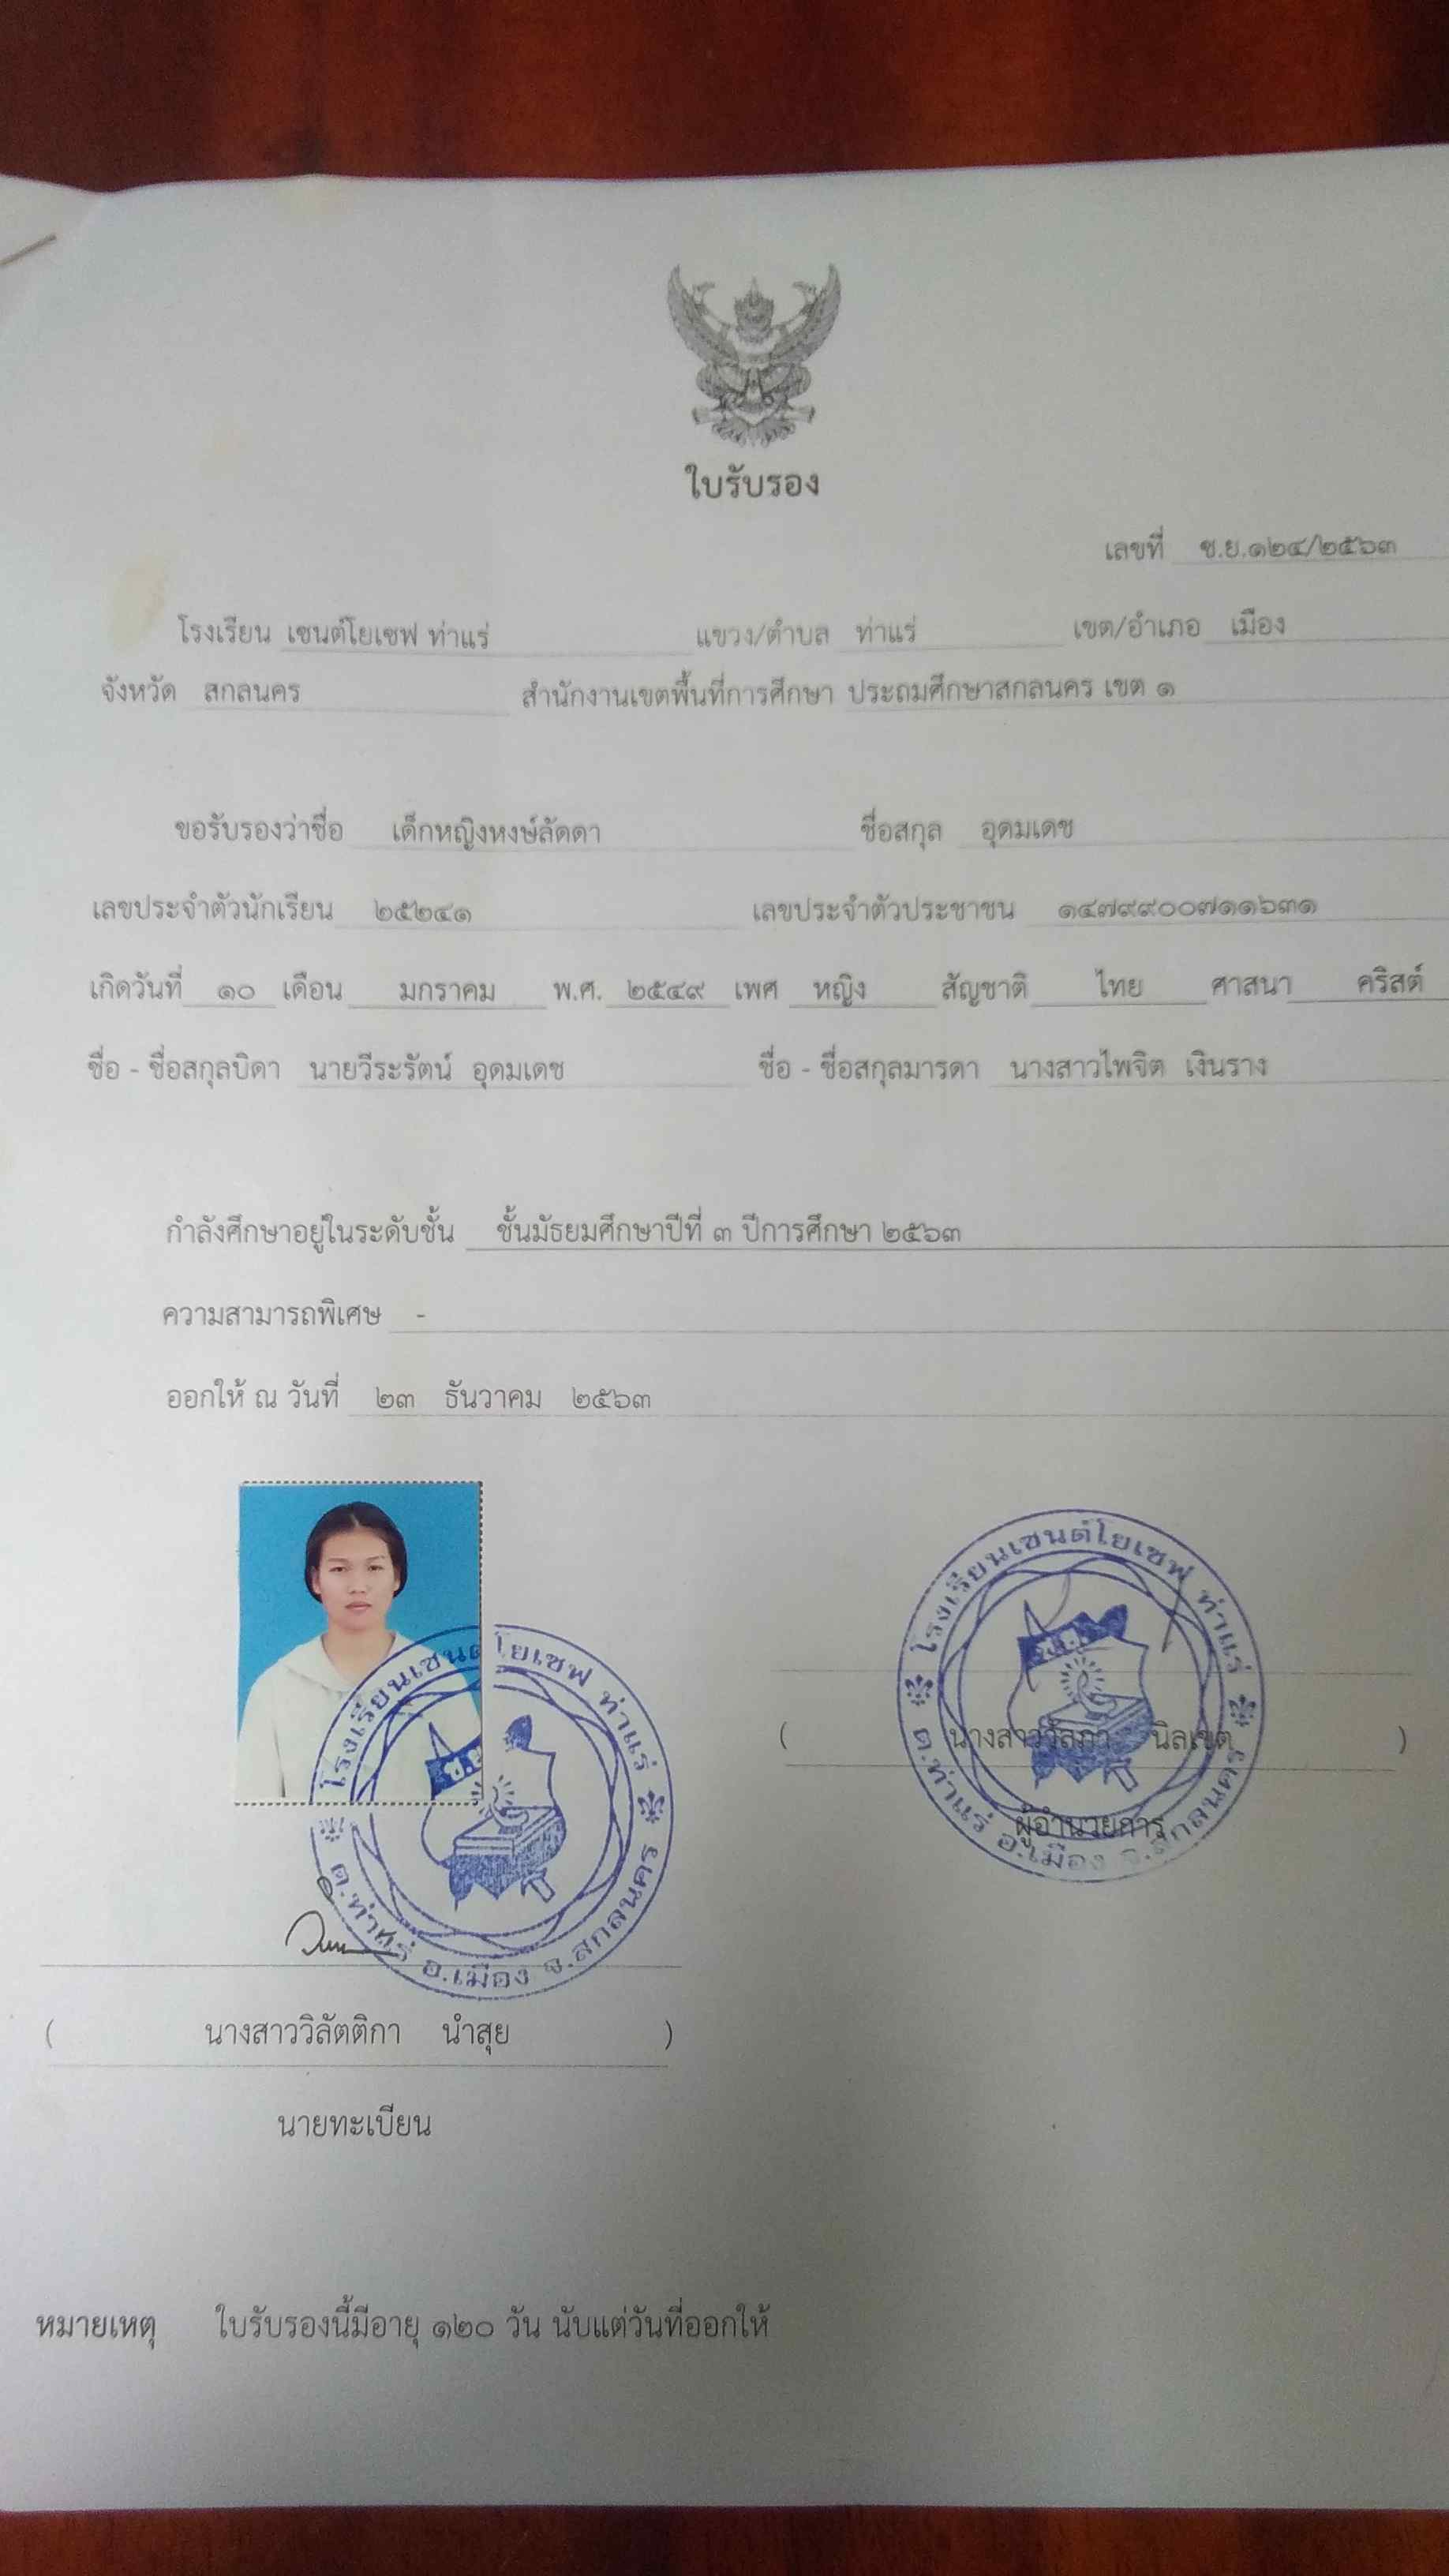 ใบรับรอง
เลขที่ ซ.ย.๑๒๔/๒๕๖๓
โรงเรียน เซนต์โยเซฟ ท่าแร่ แขวง/ตำบล ท่าแร่ เขต/อำเภอ เมือง
จังหวัด สกลนคร สำนักงานเขตพื้นที่การศึกษา ประถมศึกษาสกลนคร เขต ๑
ขอรับรองว่าชื่อ เด็กหญิงหงษ์ลัดดา ชื่อสกุล อุดมเดช
เลขประจำตัวนักเรียน ๒๕๒๔๑ เลขประจำตัวประชาชน ๑๔๗๙๙๐๐๗๑๑๖๓๑
เกิดวันที่ ๑๐ เดือน มกราคม พ.ศ. ๒๕๔๙ เพศ หญิง สัญชาติ ไทย ศาสนา คริสต์
ชื่อ - ชื่อสกุลบิดา นายวีระรัตน์ อุดมเดช ชื่อ - ชื่อสกุลมารดา นางสาวไพจิต เงินราง
กำลังศึกษาอยู่ในระดับชั้น ชั้นมัธยมศึกษาปีที่ ๓ ปีการศึกษา ๒๕๖๓
ความสามารถพิเศษ -
ออกให้ ณ วันที่ ๒๓ ธันวาคม ๒๕๖๓
โรงเรียนเซนต์โยเซฟ ท่าแร่
ซ.ย.
ต.ท่าแร่ อ.เมือง จ.สกลนคร
( นางสาววัสภา นิลเขต )
ผู้อำนวยการ
โรงเรียนเซนต์โยเซฟ ท่าแร่
ต.ท่าแร่ อ.เมือง จ.สกลนคร
( นางสาววิลัตติกา นำสุย )
นายทะเบียน
หมายเหตุ ใบรับรองนี้มีอายุ ๑๒๐ วัน นับแต่วันที่ออกให้